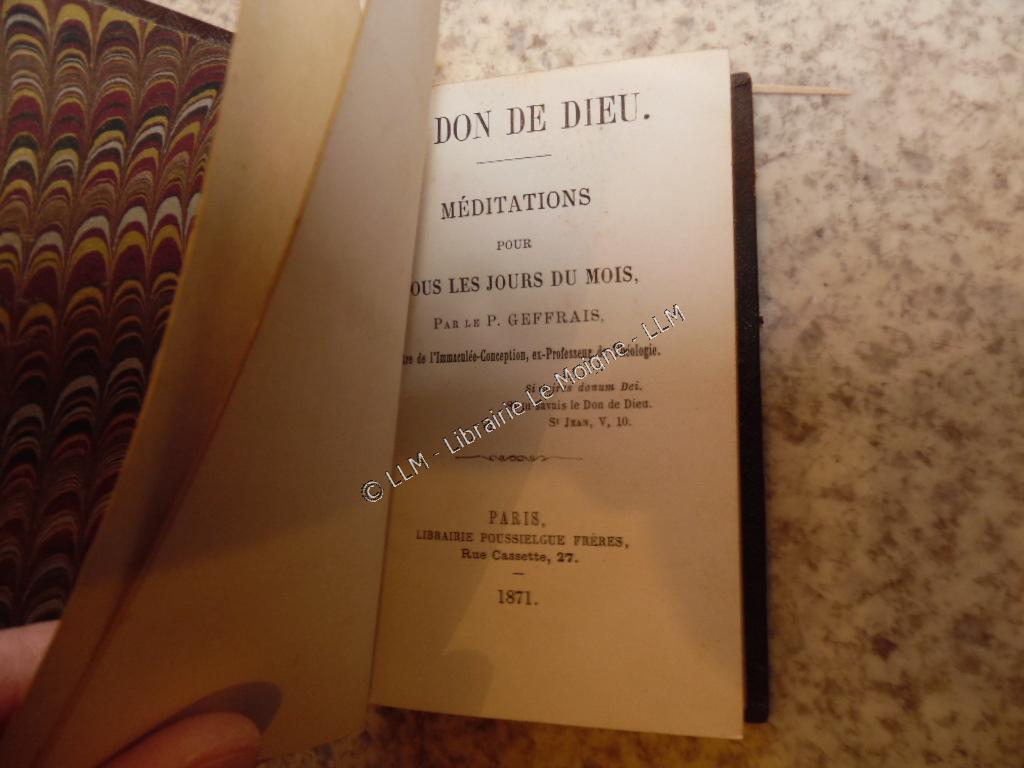 DON DE DIEU.
MÉDITATIONS
POUR
OUS LES JOURS DU MOIS,
PAR LE P. GEFFRAIS,
re de l'Immaculée-Conception, ex-Professeur de
Si donum Dei.
savais le Don de Dieu.
St JEAN, V, 10.
© LLM - Librairie Le Moigne - LLM
PARIS,
LIBRAIRIE POUSSIELGUE FRÈRES,
Rue Cassette, 27.
1871.